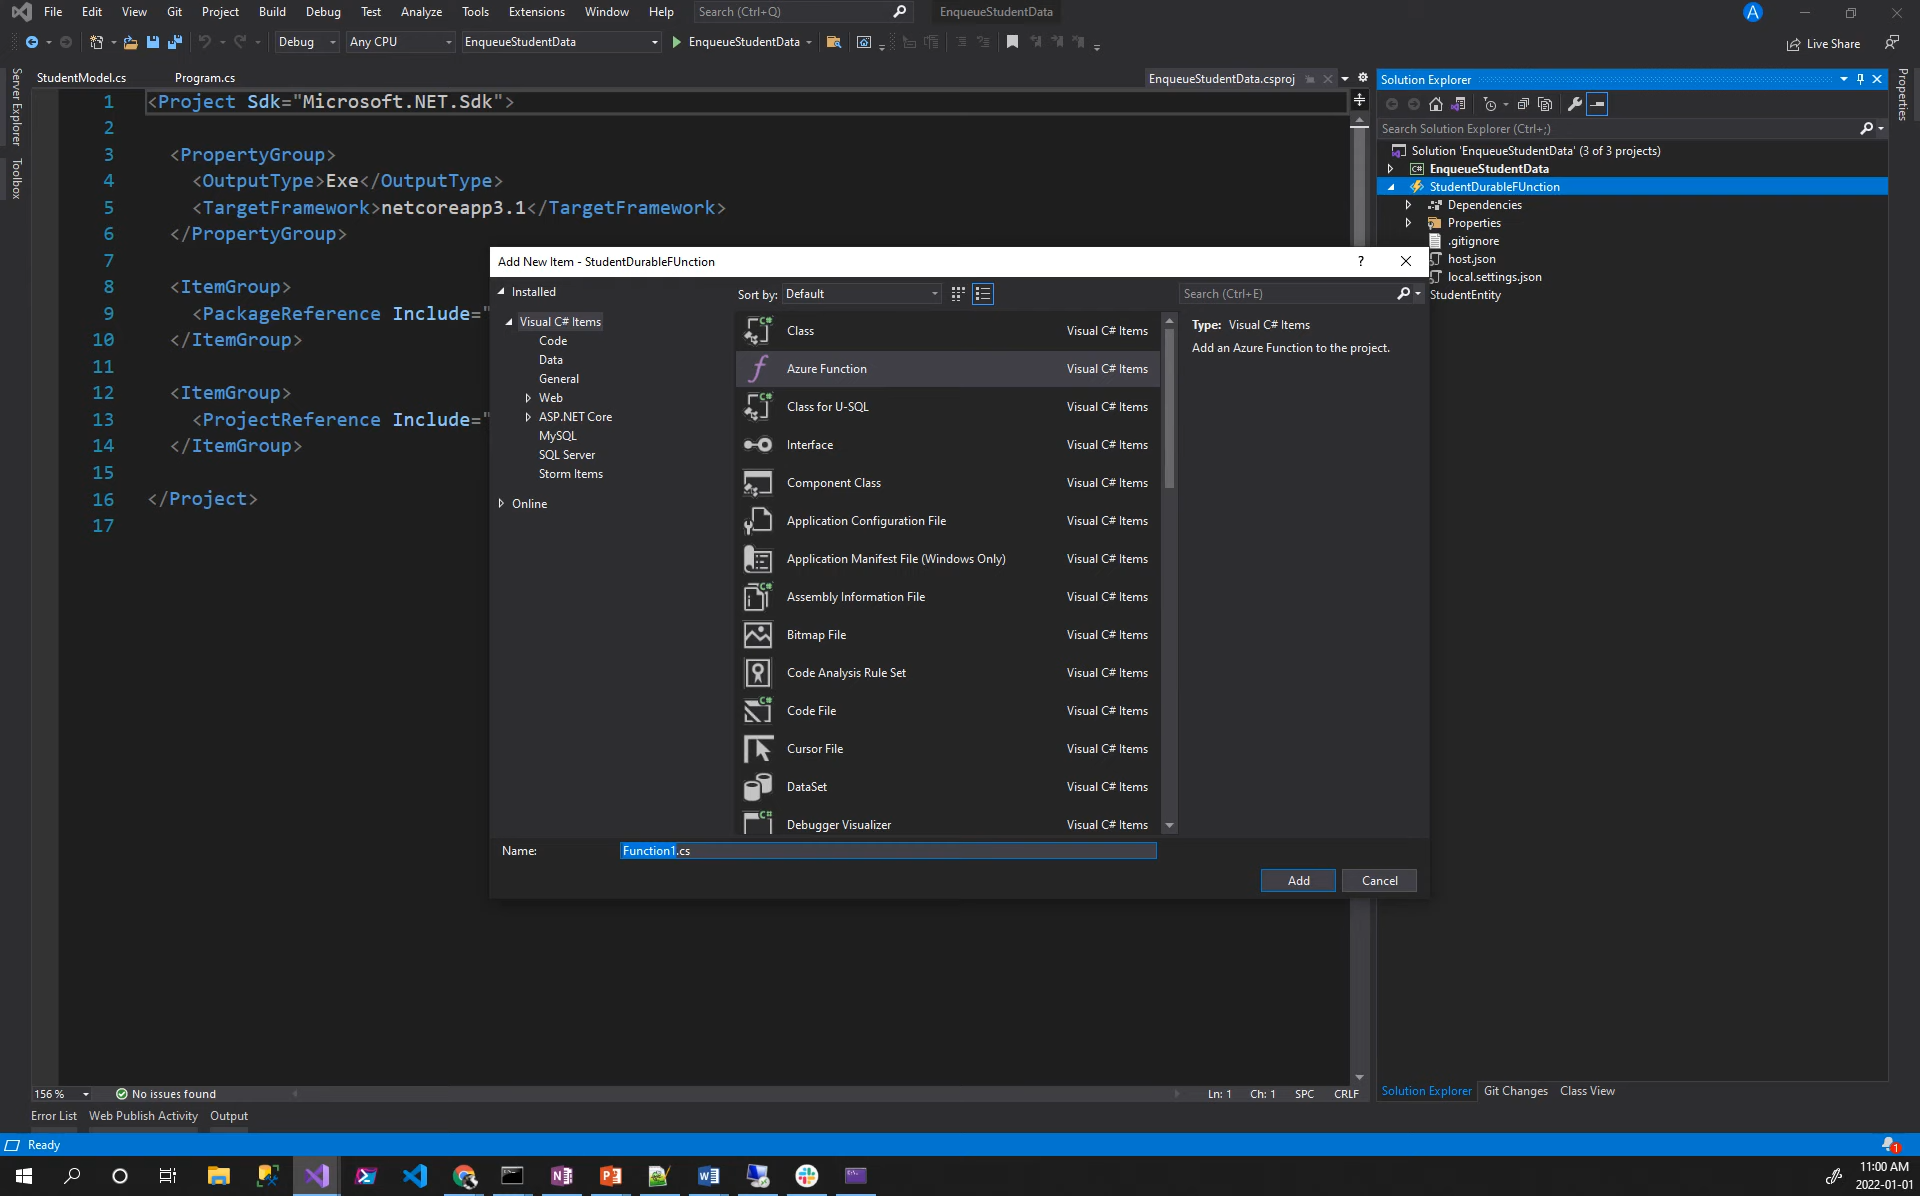 File Edit View Git Project Build Debug Test Analyze Tools Extensions Window Help Search (Ctrl+Q) EnqueueStudentData A
Debug Any CPU EnqueueStudentData EnqueueStudentData Live Share
StudentModel.cs Program.cs EnqueueStudentData.csproj
Server Explorer
Toolbox
1 <Project Sdk="Microsoft.NET.Sdk">
2
3 <PropertyGroup>
4 <OutputType>Exe</OutputType>
5 <TargetFramework>netcoreapp3.1</TargetFramework>
6 </PropertyGroup>
7
8 <ItemGroup>
9 <PackageReference Include="
10 </ItemGroup>
11
12 <ItemGroup>
13 <ProjectReference Include="
14 </ItemGroup>
15
16 </Project>
17
Add New Item - StudentDurableFUnction ?
Installed
Visual C# Items
Code
Data
General
Web
ASP.NET Core
MySQL
SQL Server
Storm Items
Online
Sort by: Default
Search (Ctrl+E)
Class Visual C# Items
Azure Function Visual C# Items
Class for U-SQL Visual C# Items
Interface Visual C# Items
Component Class Visual C# Items
Application Configuration File Visual C# Items
Application Manifest File (Windows Only) Visual C# Items
Assembly Information File Visual C# Items
Bitmap File Visual C# Items
Code Analysis Rule Set Visual C# Items
Code File Visual C# Items
Cursor File Visual C# Items
DataSet Visual C# Items
Debugger Visualizer Visual C# Items
Type: Visual C# Items
Add an Azure Function to the project.
Name: Function1.cs
Add Cancel
Solution Explorer
Search Solution Explorer (Ctrl+;)
Solution 'EnqueueStudentData' (3 of 3 projects)
EnqueueStudentData
StudentDurableFUnction
Dependencies
Properties
.gitignore
host.json
local.settings.json
StudentEntity
Properties
156 % No issues found Ln: 1 Ch: 1 SPC CRLF
Solution Explorer Git Changes Class View
Error List Web Publish Activity Output
Ready 1
11:00 AM
2022-01-01